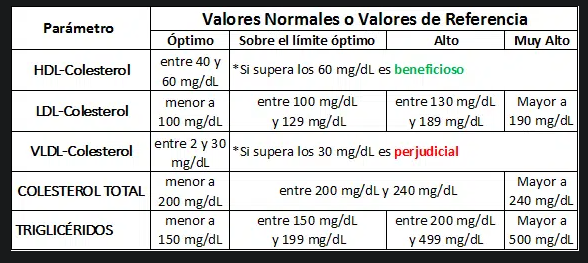 Parámetro
Valores Normales o Valores de Referencia
Óptimo Sobre el límite óptimo Alto Muy Alto
HDL-Colesterol
entre 40 y
60 mg/dL
*Si supera los 60 mg/dL es beneficioso
LDL-Colesterol
menor a
100 mg/dL
entre 100 mg/dL
y 129 mg/dL
entre 130 mg/dL
y 189 mg/dL
Mayor a
190 mg/dL
VLDL-Colesterol
entre 2 y 30
mg/dL
*Si supera los 30 mg/dL es perjudicial
COLESTEROL TOTAL
menor a
200 mg/dL
entre 200 mg/dL y 240 mg/dL
Mayor a
240 mg/dL
TRIGLICÉRIDOS
menor a
150 mg/dL
entre 150 mg/dL
y 199 mg/dL
entre 200 mg/dL
y 499 mg/dL
Mayor a
500 mg/dL